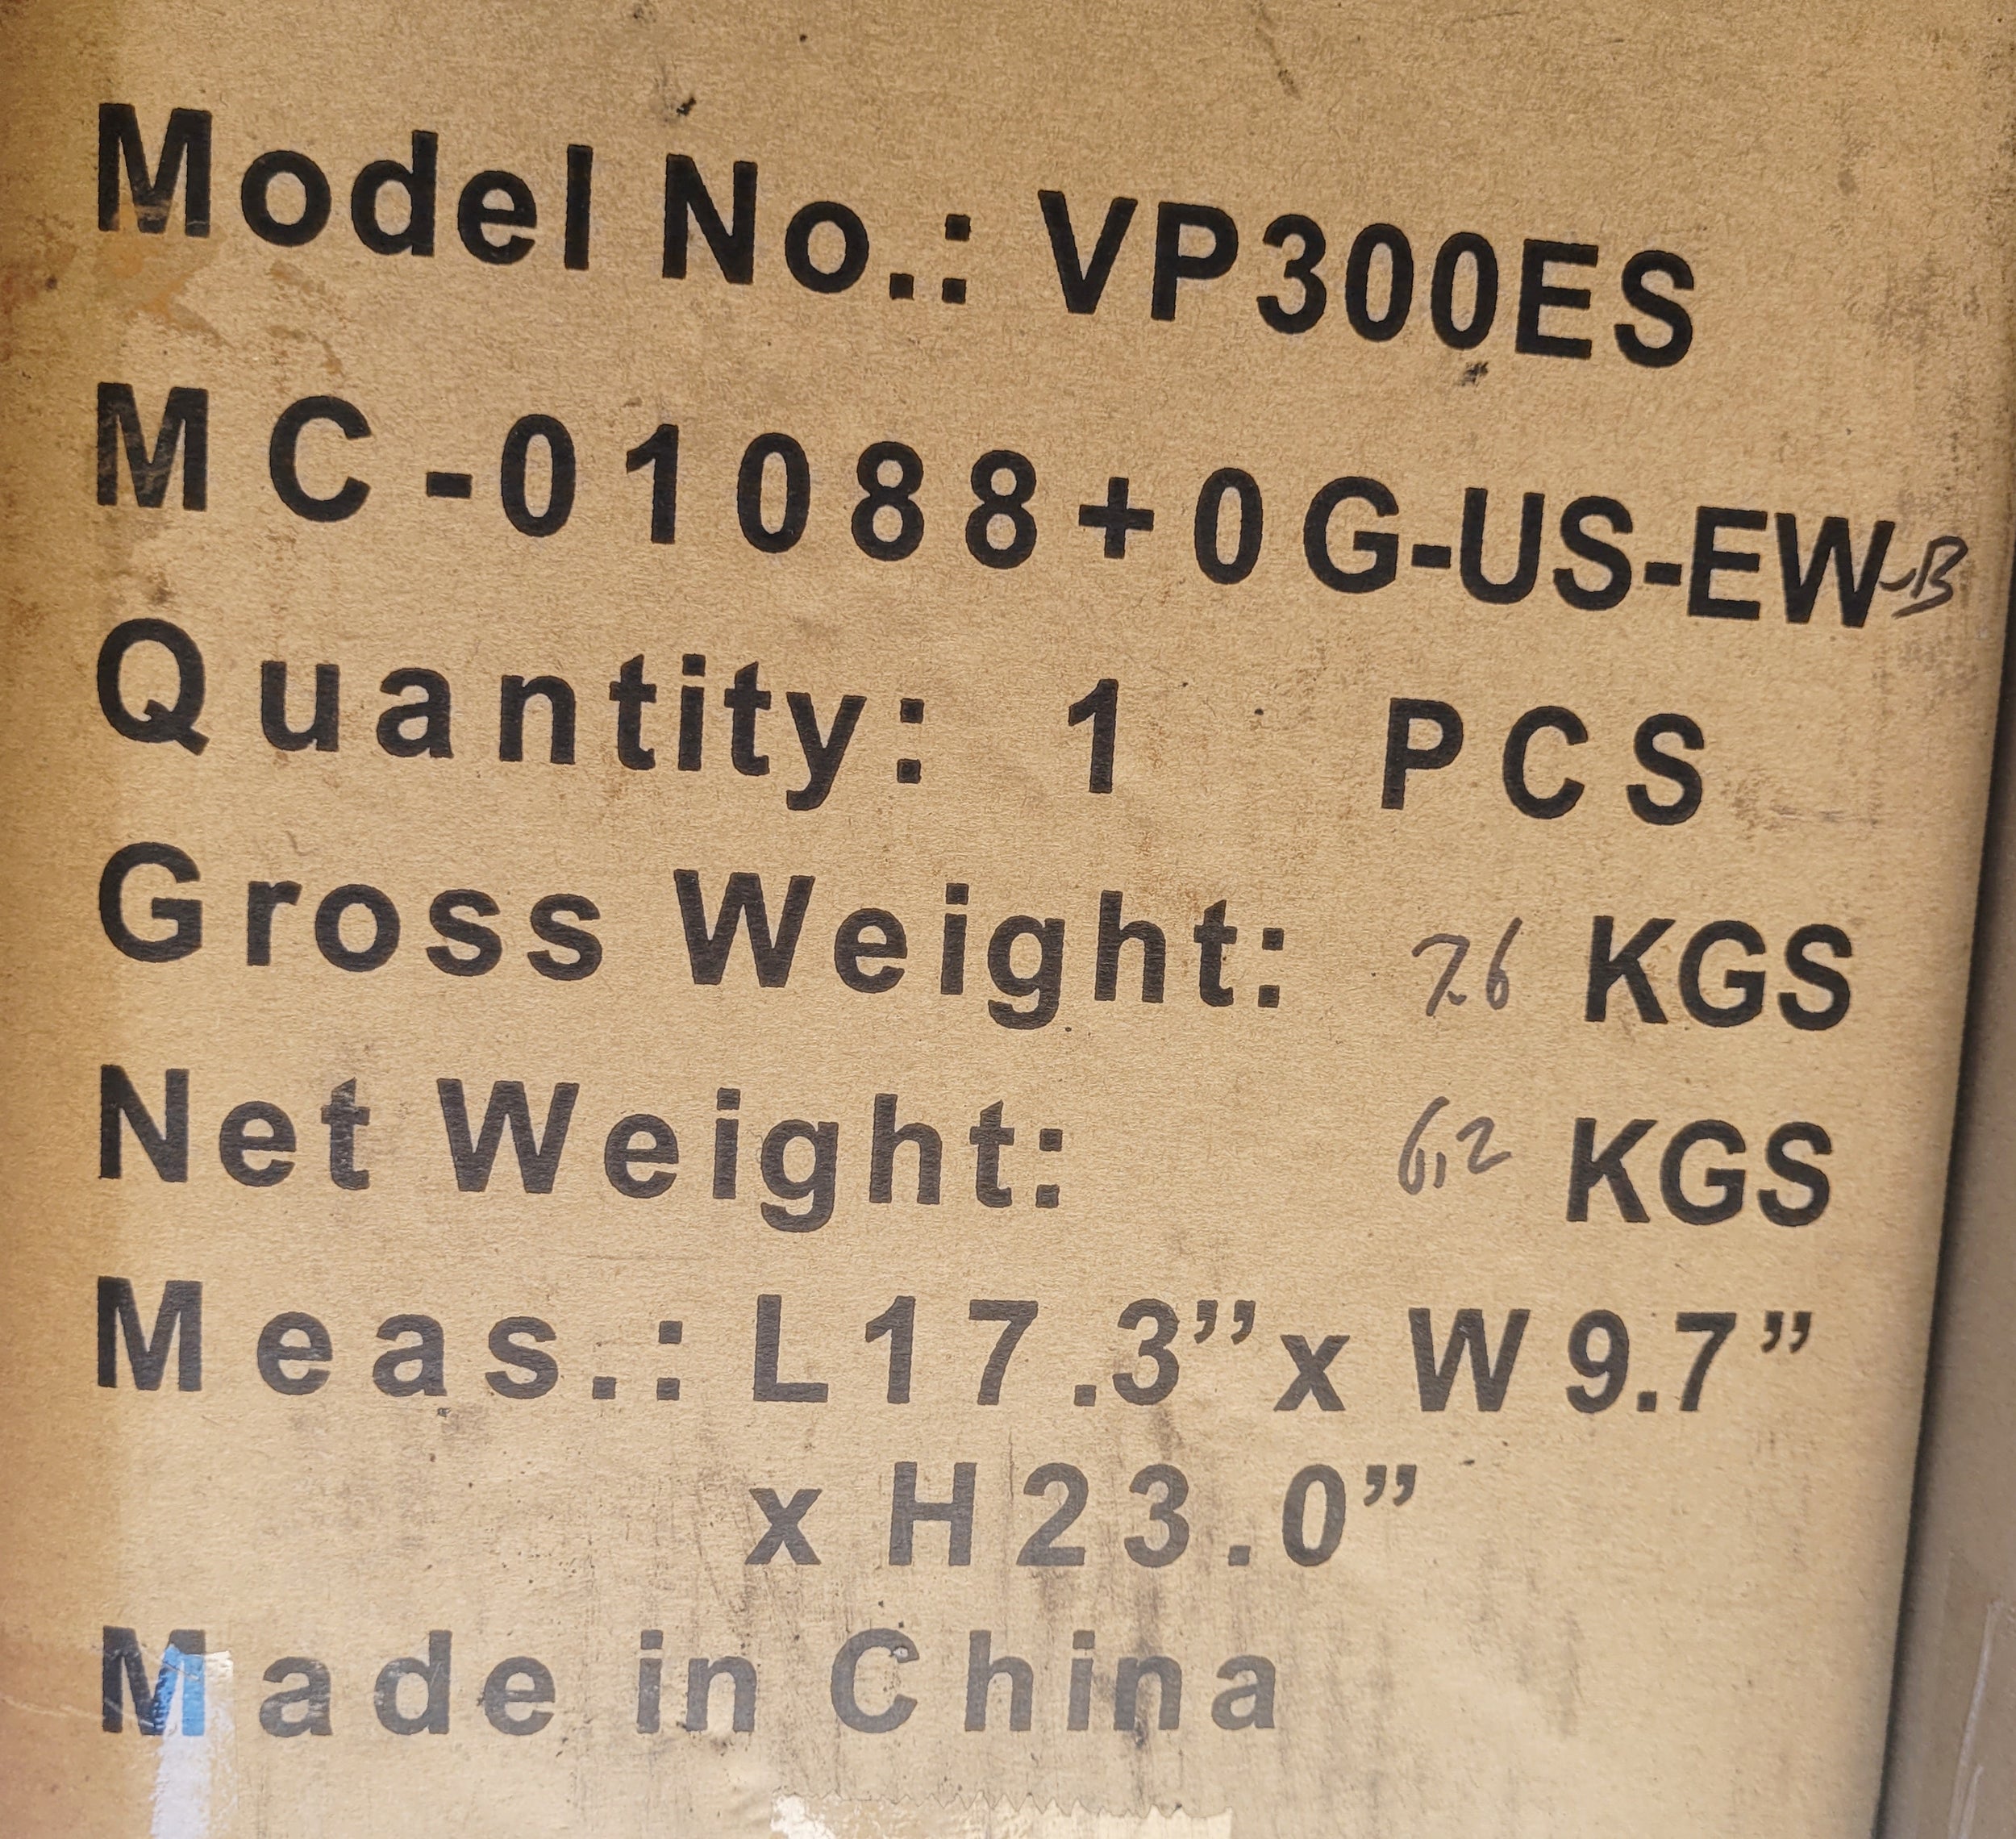 Model No.: VP300ES
MC-01088+0G-US-EW-B
Quantity: 1 PCS
Gross Weight: 7.6 KGS
Net Weight: 6,2 KGS
Meas.: L17.3”x W9.7”
x H23.0”
Made in China